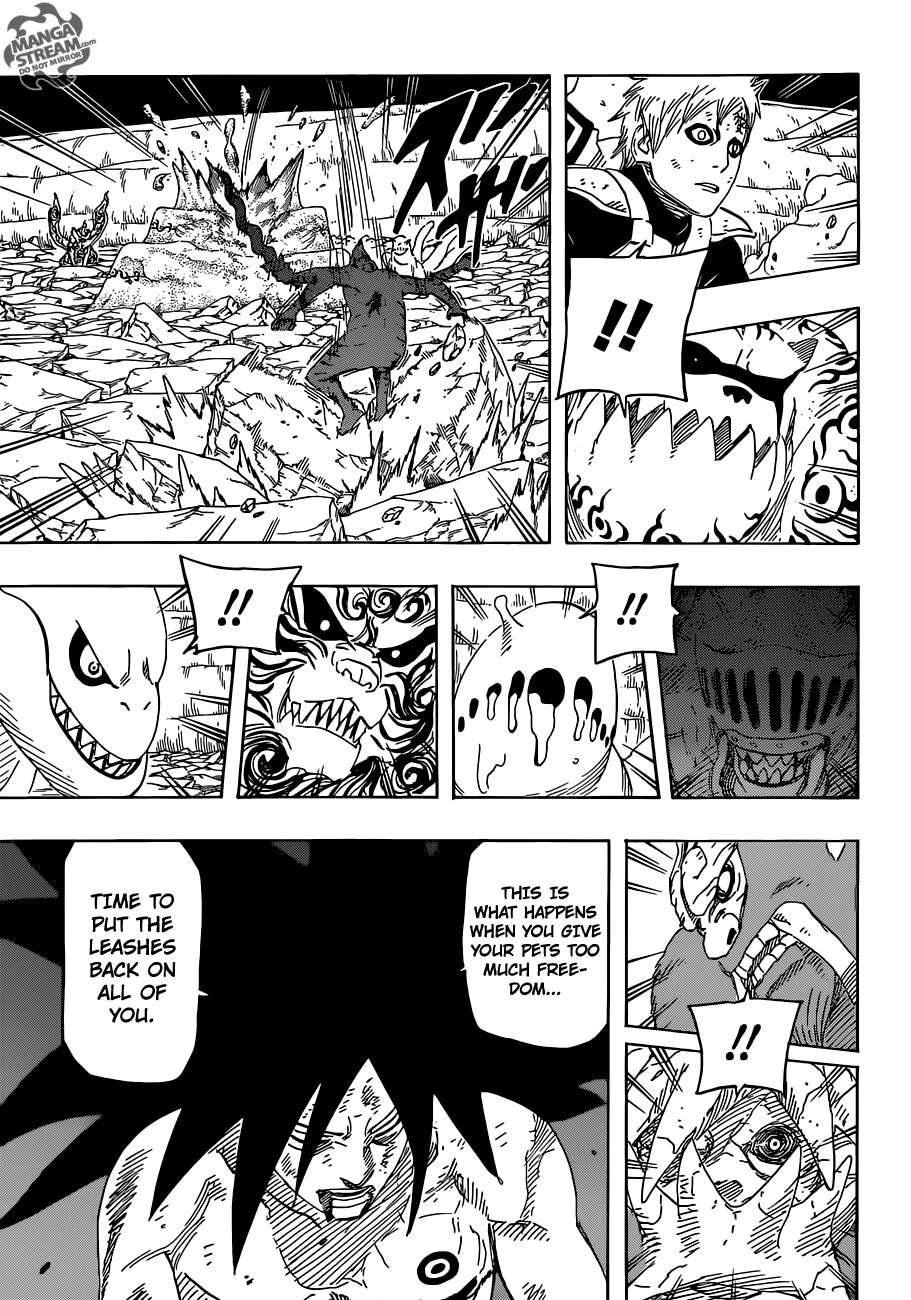 MANGA
STREAM.com
DO NOT MIRROR
!!
!!
!!
!!
THIS IS
WHAT HAPPENS
WHEN YOU GIVE
YOUR PETS TOO
MUCH FREE-
DOM...
TIME TO
PUT THE
LEASHES
BACK ON
ALL OF
YOU.